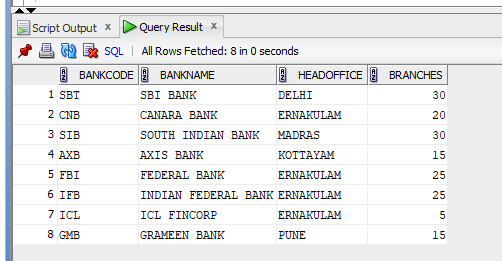 Script Output x Query Result x
SQL | All Rows Fetched: 8 in 0 seconds
BANKCODE BANKNAME HEADOFFICE BRANCHES
1 SBT SBI BANK DELHI 30
2 CNB CANARA BANK ERNAKULAM 20
3 SIB SOUTH INDIAN BANK MADRAS 30
4 AXB AXIS BANK KOTTAYAM 15
5 FBI FEDERAL BANK ERNAKULAM 25
6 IFB INDIAN FEDERAL BANK ERNAKULAM 25
7 ICL ICL FINCORP ERNAKULAM 5
8 GMB GRAMEEN BANK PUNE 15